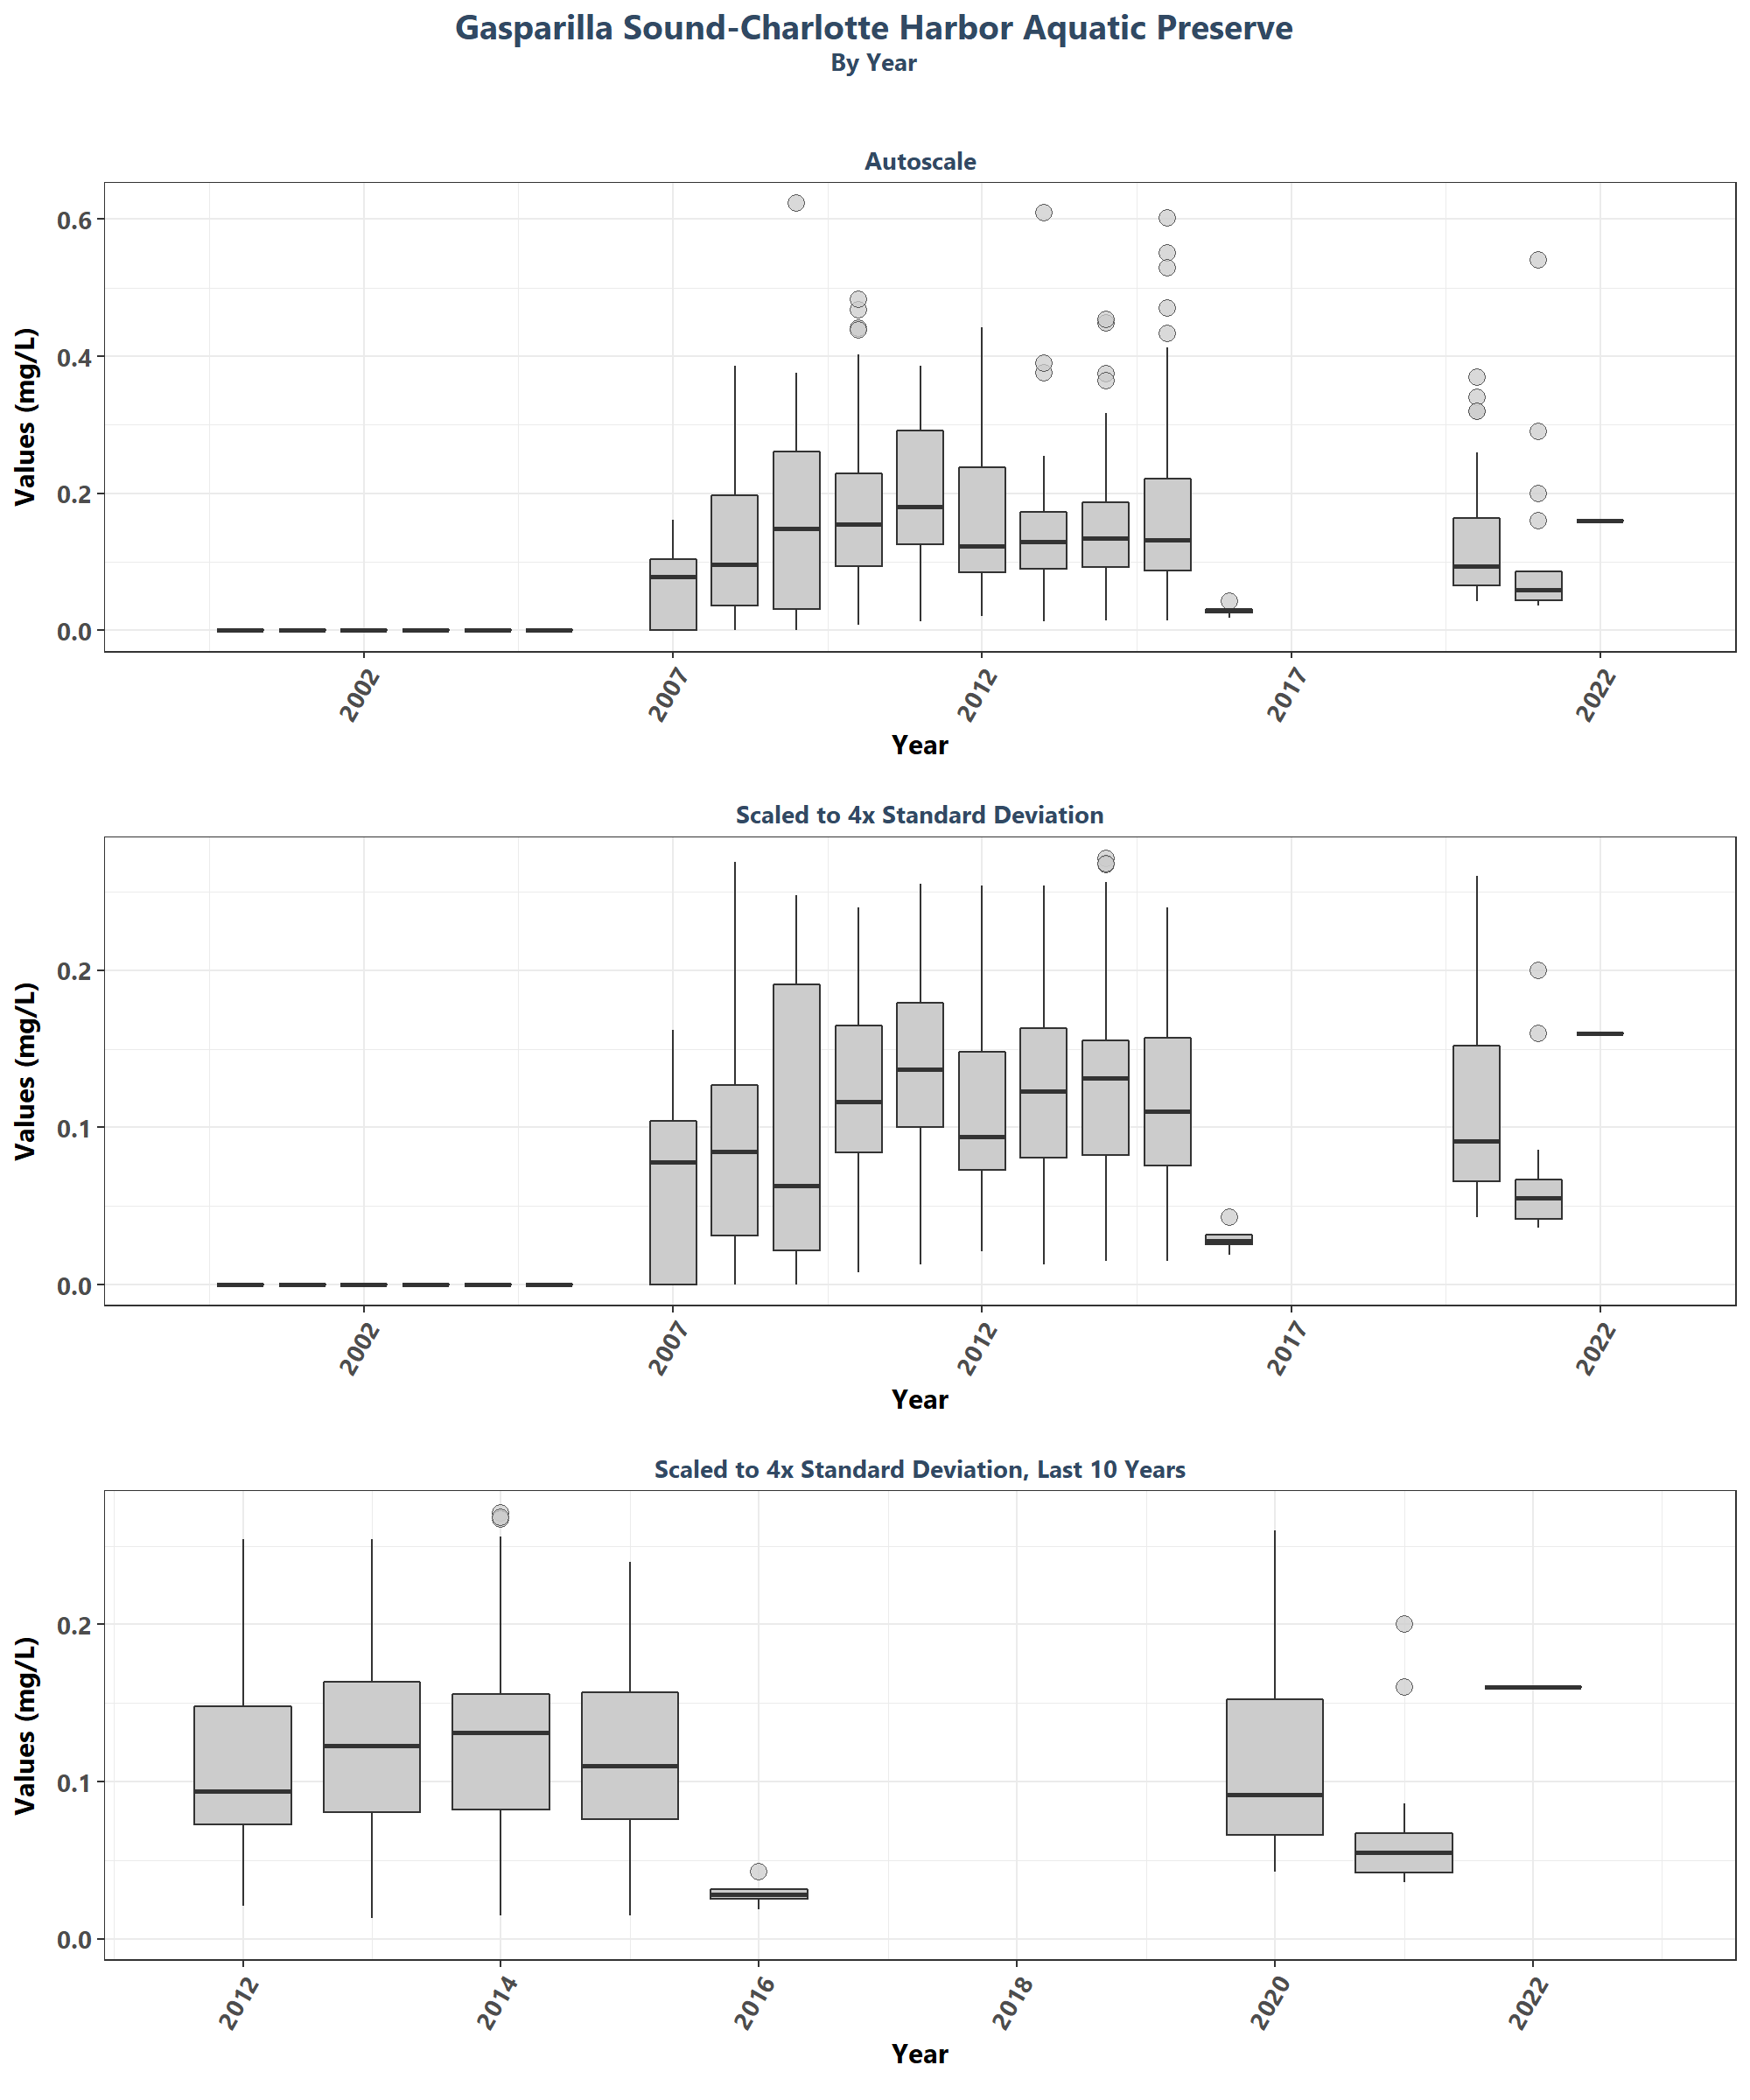 Gasparilla Sound-Charlotte Harbor Aquatic Preserve
By Year
Autoscale
Values (mg/L)
0.6
0.4
0.2
0.0
2002 2007 2012 2017 2022
Year
Scaled to 4x Standard Deviation
Values (mg/L)
0.2
0.1
0.0
2002 2007 2012 2017 2022
Year
Scaled to 4x Standard Deviation, Last 10 Years
Values (mg/L)
0.2
0.1
0.0
2012 2014 2016 2018 2020 2022
Year